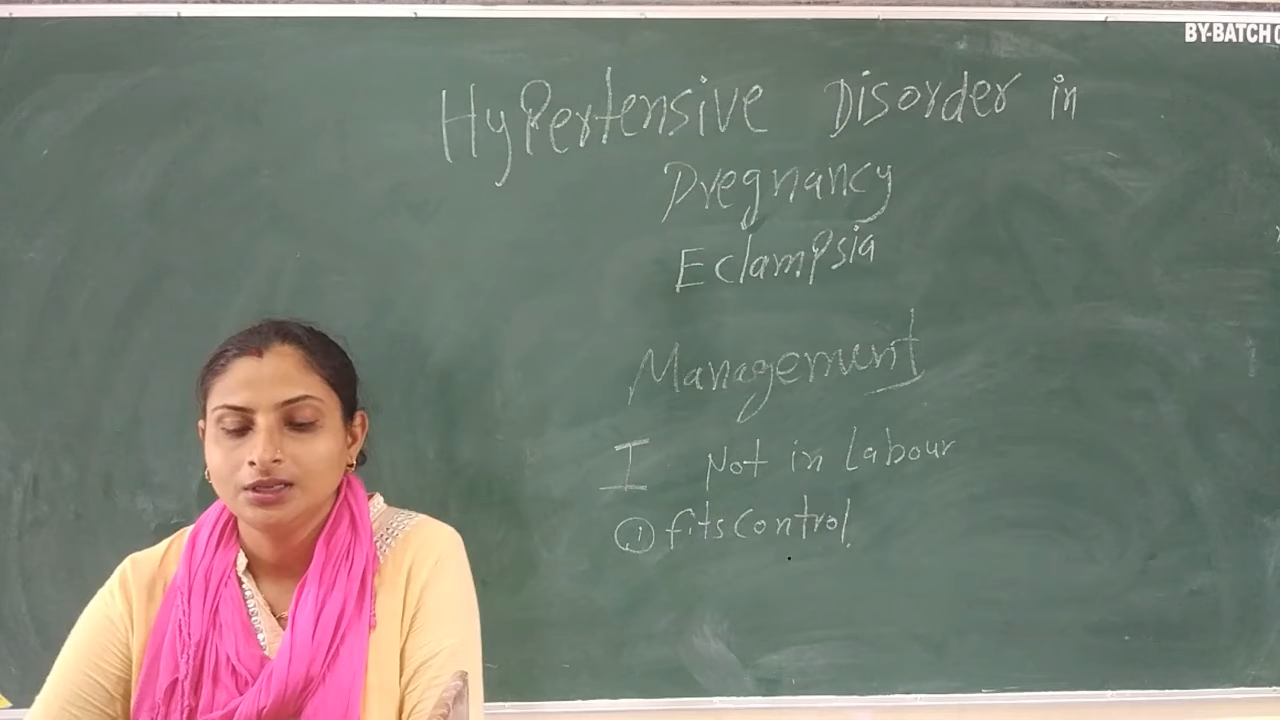 BY-BATCH
Hypertensive Disorder in
Pregnancy
Eclampsia
Management
I Not in Labour
① fits control